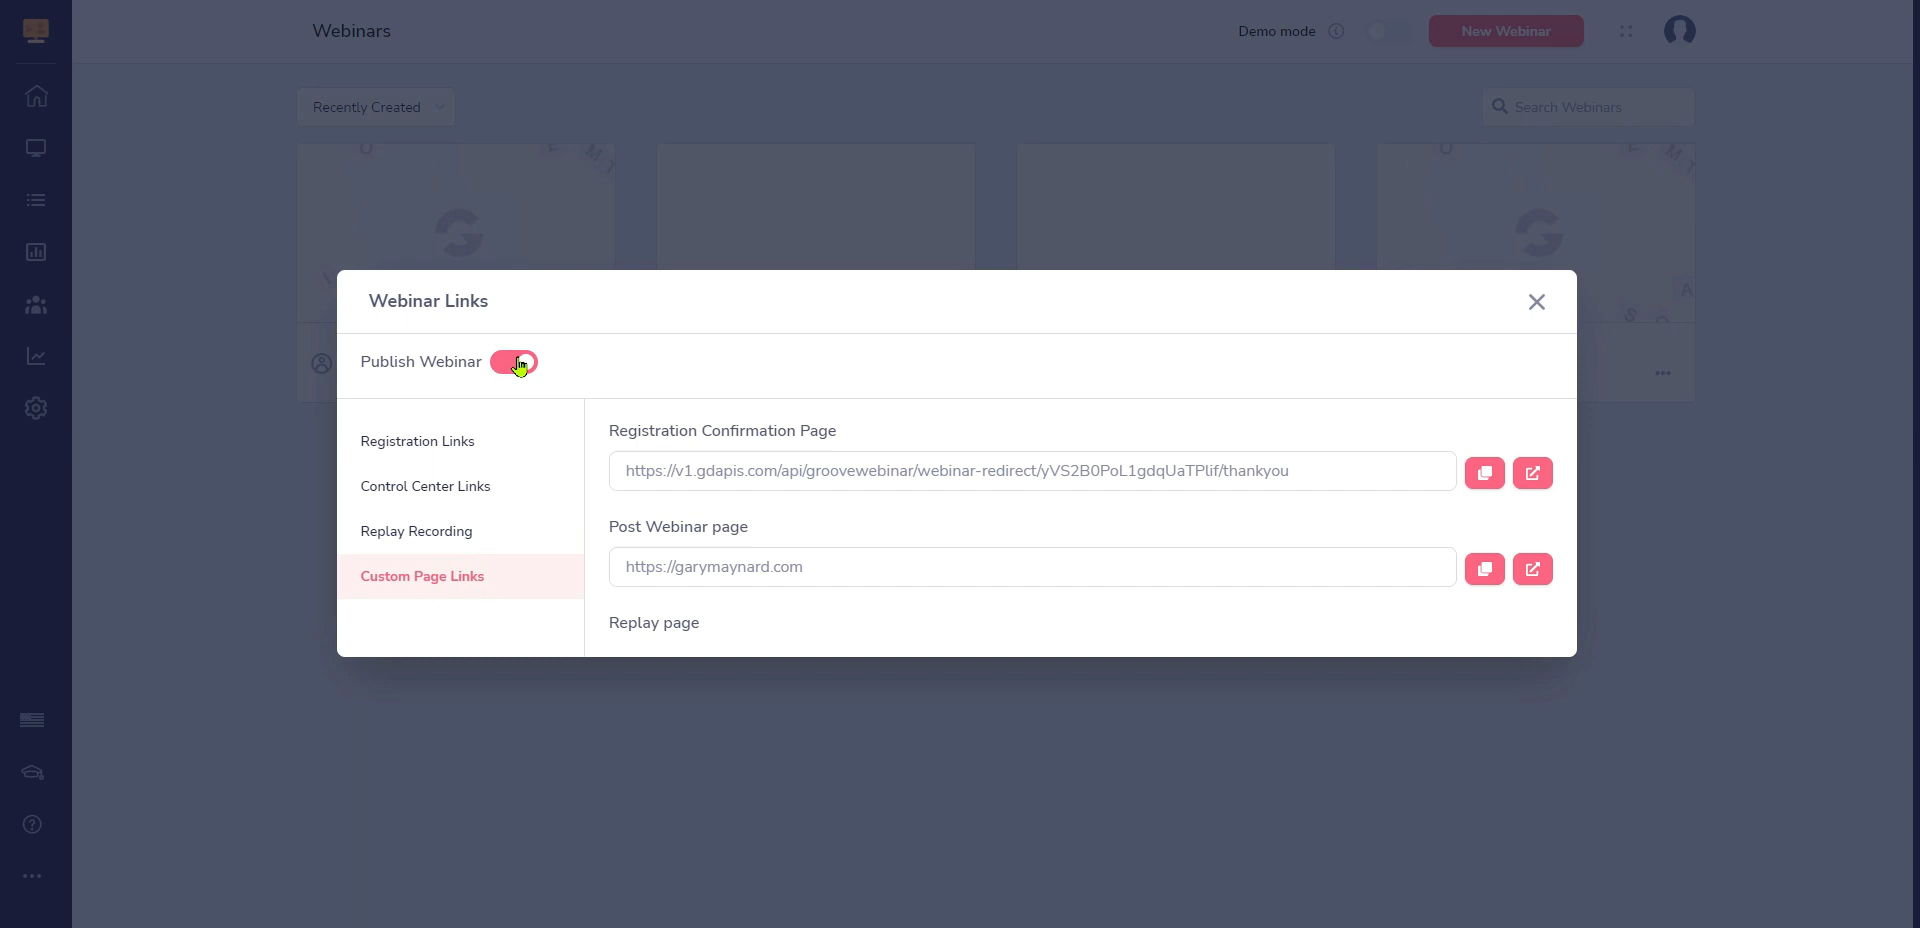 Webinars
Demo mode
New Webinar
Recently Created
Search Webinars
Webinar Links
Publish Webinar
Registration Links
Control Center Links
Replay Recording
Custom Page Links
Registration Confirmation Page
https://v1.gdapis.com/api/groovewebinar/webinar-redirect/yVS2B0PoL1gdqUaTPlif/thankyou
Post Webinar page
https://garymaynard.com
Replay page